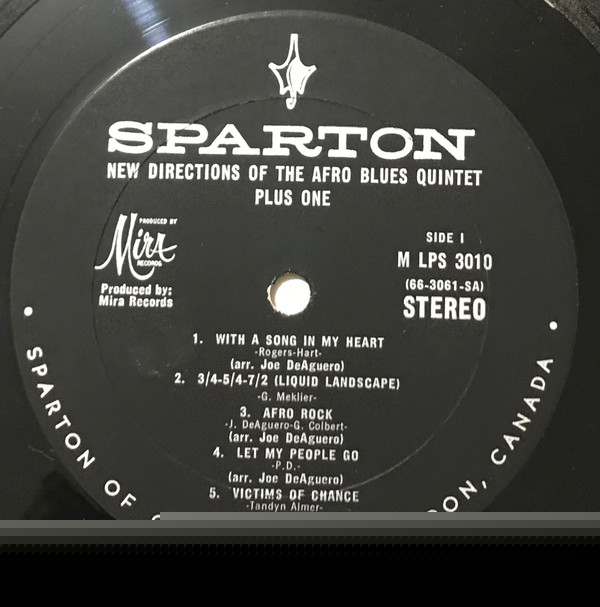 SPARTON
NEW DIRECTIONS OF THE AFRO BLUES QUINTET
PLUS ONE
PRODUCED BY
Mira
RECORDS
Produced by:
Mira Records
SIDE 1
M LPS 3010
(66-3061-SA)
STEREO
1. WITH A SONG IN MY HEART
-Rogers-Hart-
(arr. Joe DeAguero)
2. 3/4-5/4-7/2 (LIQUID LANDSCAPE)
-G. Meklier-
3. AFRO ROCK
-J. DeAguero-G. Colbert-
(arr. Joe DeAguero)
4. LET MY PEOPLE GO
-P.D.-
(arr. Joe DeAguero)
5. VICTIMS OF CHANCE
-Tandyn Almer-
SPARTON OF
CANADA